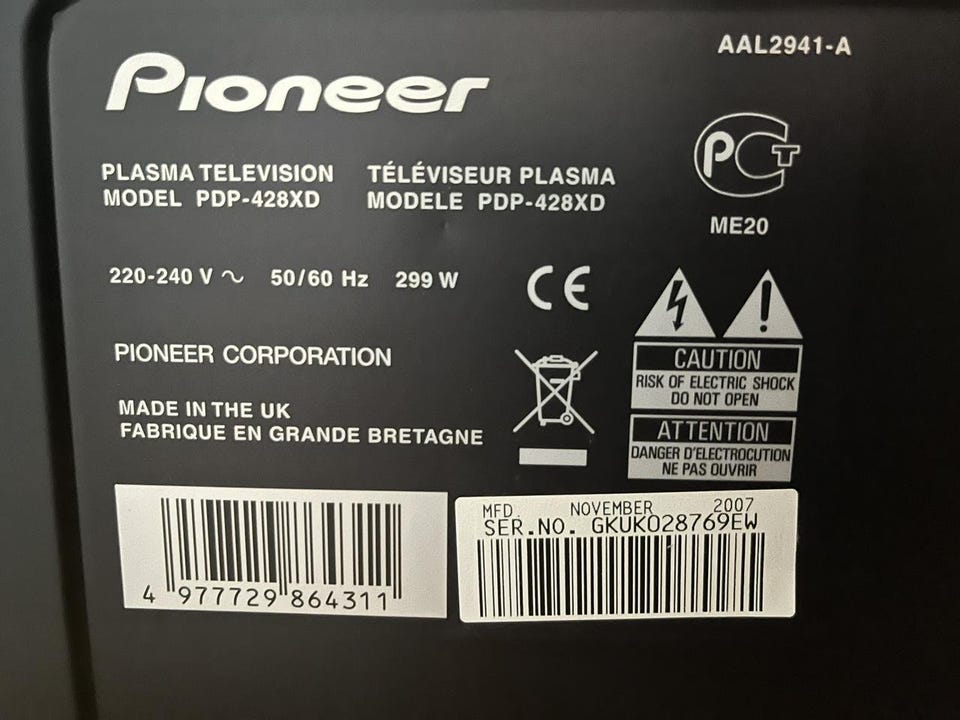 Pioneer
AAL2941-A
PCT
ME20
PLASMA TELEVISION
MODEL PDP-428XD
TÉLÉVISEUR PLASMA
MODELE PDP-428XD
220-240 V ~ 50/60 Hz 299 W
CE
PIONEER CORPORATION
MADE IN THE UK
FABRIQUE EN GRANDE BRETAGNE
CAUTION
RISK OF ELECTRIC SHOCK
DO NOT OPEN
ATTENTION
DANGER D'ELECTROCUTION
NE PAS OUVRIR
4 977729 864311
MFD. NOVEMBER 2007
SER.NO. GKUK028769EW